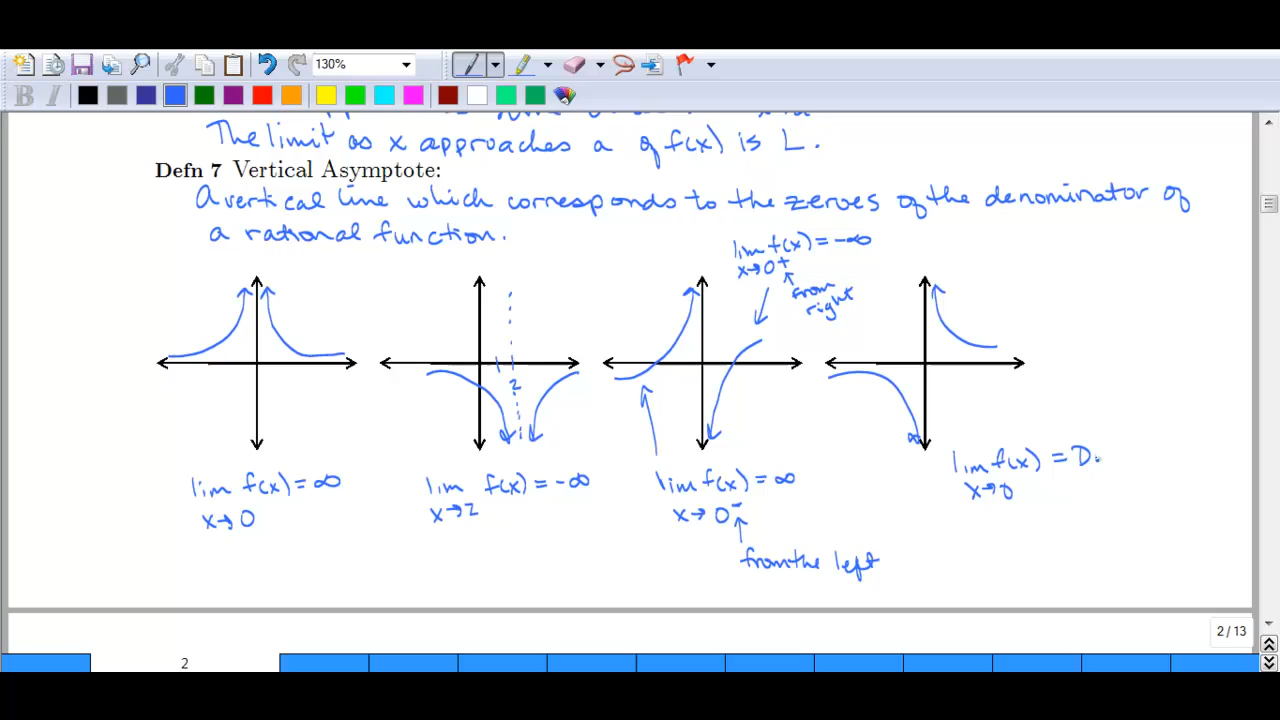 130%
B I
The limit as x approaches a of f(x) is L.
Defn 7 Vertical Asymptote:
A vertical line which corresponds to the zeroes of the denominator of
a rational function.
lim f(x) = -∞
x→0+
from
right
2
lim f(x) = ∞
x→0
lim f(x) = -∞
x→2
lim f(x) = ∞
x→0-
from the left
lim f(x) = D.
x→0
2 / 13
2